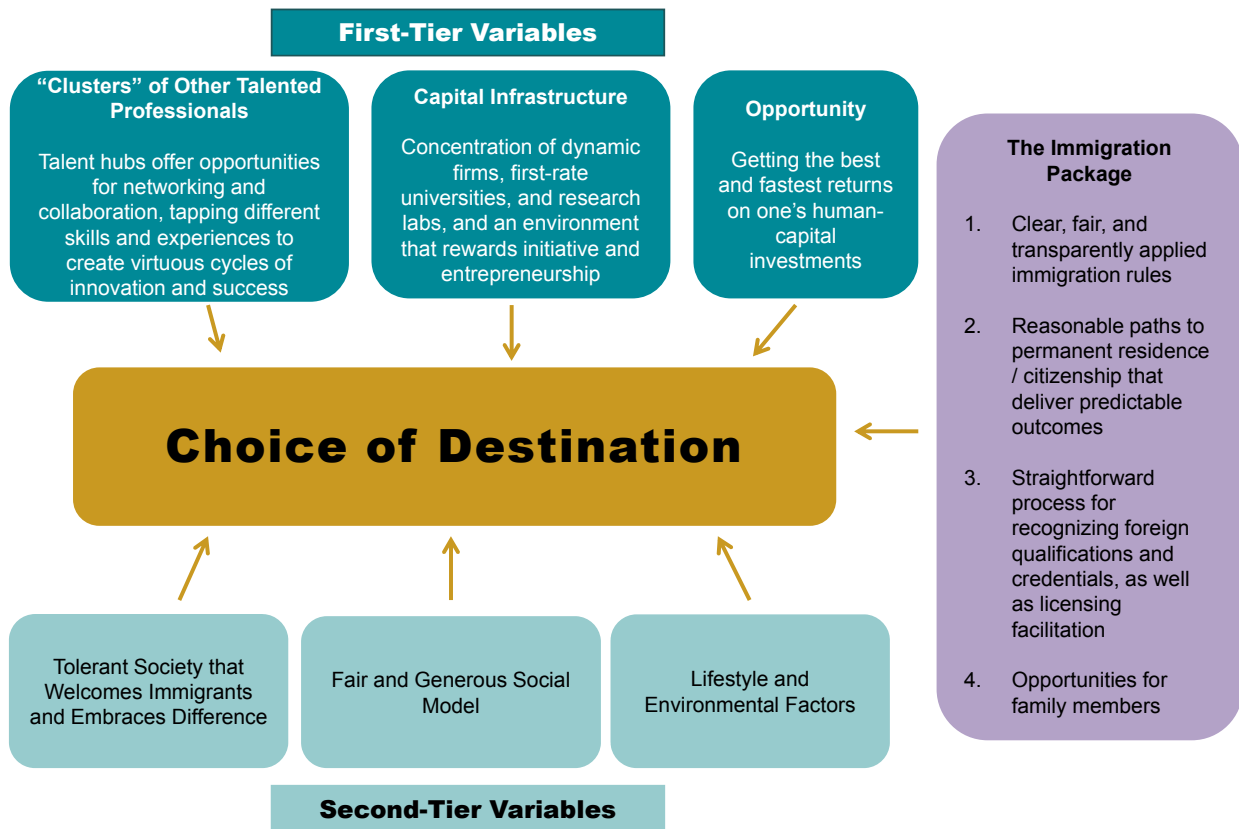 First-Tier Variables
“Clusters” of Other Talented
Professionals
Talent hubs offer opportunities
for networking and
collaboration, tapping different
skills and experiences to
create virtuous cycles of
innovation and success
Capital Infrastructure
Concentration of dynamic
firms, first-rate
universities, and research
labs, and an environment
that rewards initiative and
entrepreneurship
Opportunity
Getting the best
and fastest returns
on one’s human-
capital
investments
The Immigration
Package
1. Clear, fair, and
transparently applied
immigration rules
2. Reasonable paths to
permanent residence
/ citizenship that
deliver predictable
outcomes
3. Straightforward
process for
recognizing foreign
qualifications and
credentials, as well
as licensing
facilitation
4. Opportunities for
family members
Choice of Destination
Tolerant Society that
Welcomes Immigrants
and Embraces Difference
Fair and Generous Social
Model
Lifestyle and
Environmental Factors
Second-Tier Variables